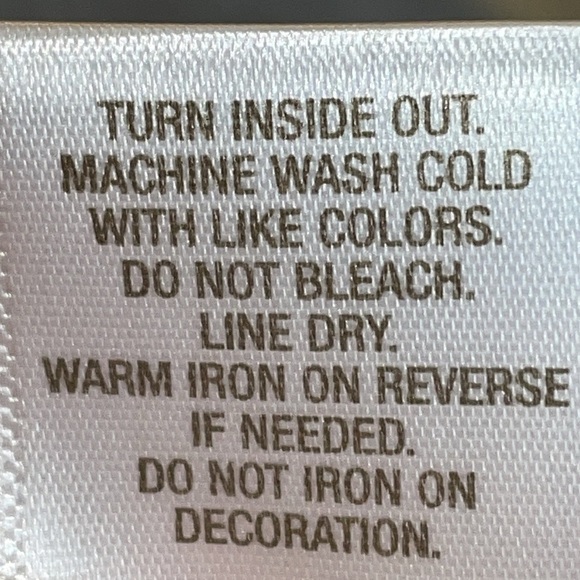 TURN INSIDE OUT.
MACHINE WASH COLD
WITH LIKE COLORS.
DO NOT BLEACH.
LINE DRY.
WARM IRON ON REVERSE
IF NEEDED.
DO NOT IRON ON
DECORATION.